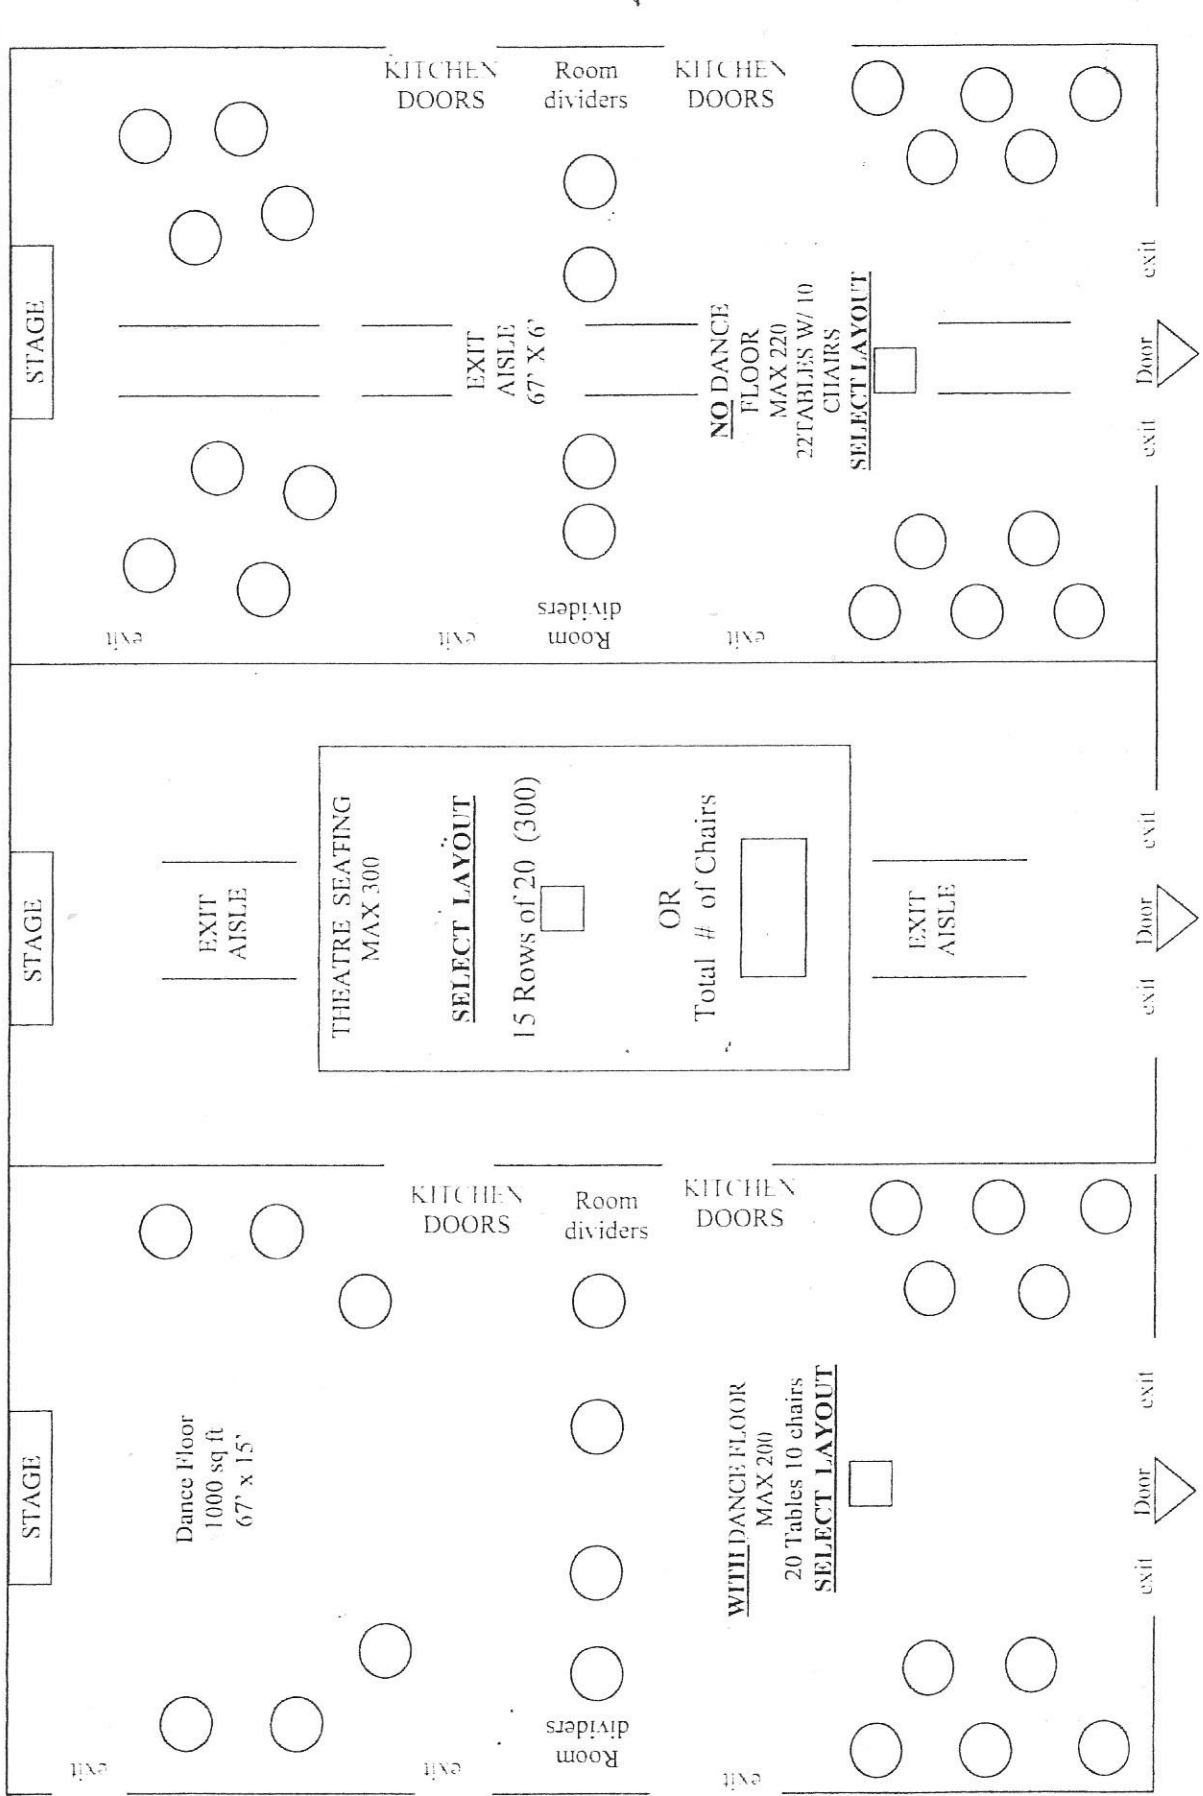 STAGE
KITCHEN
DOORS
Room
dividers
KITCHEN
DOORS
EXIT
AISLE
67' X 6'
NO DANCE
FLOOR
MAX 220
22TABLES W/ 10
CHAIRS
SELECT LAYOUT
exit
Door
exit
exit
exit
Room
dividers
exit
STAGE
EXIT
AISLE
THEATRE SEATING
MAX 300
SELECT LAYOUT
15 Rows of 20 (300)
OR
Total # of Chairs
EXIT
AISLE
exit
Door
exit
STAGE
Dance Floor
1000 sq ft
67' x 15'
KITCHEN
DOORS
Room
dividers
KITCHEN
DOORS
WITH DANCE FLOOR
MAX 200
20 Tables 10 chairs
SELECT LAYOUT
exit
Door
exit
exit
exit
Room
dividers
exit